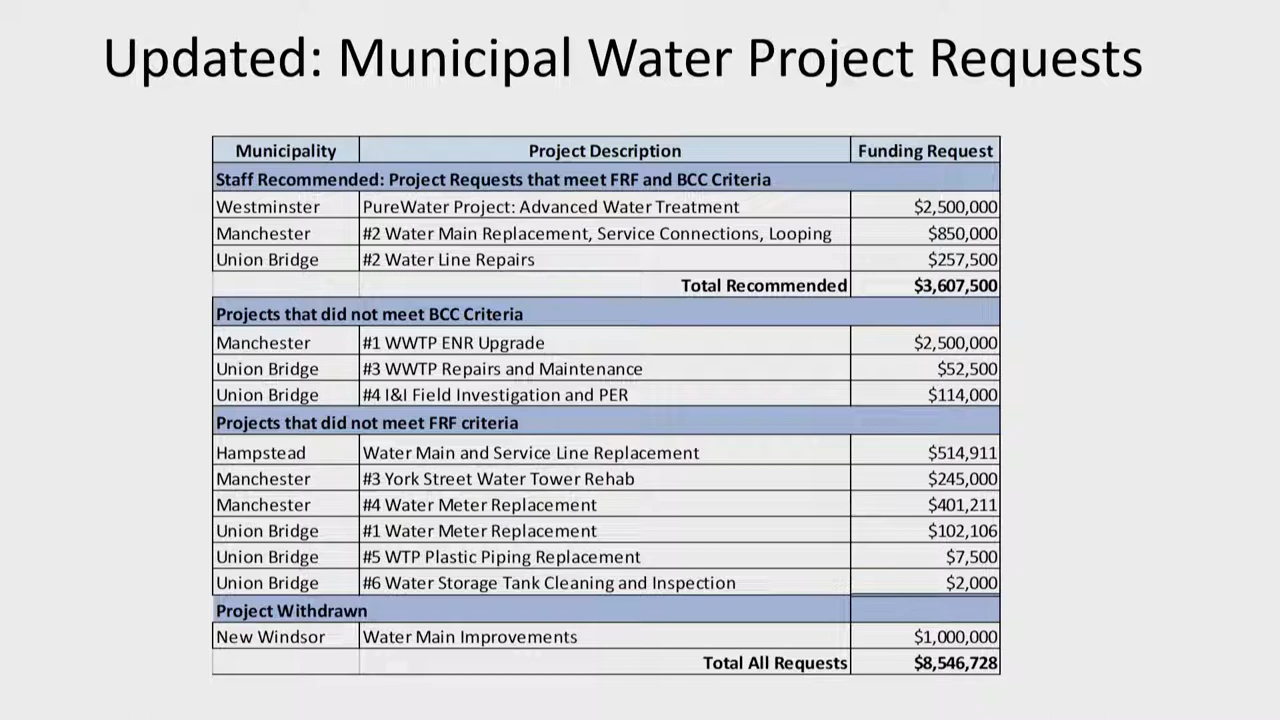 Updated: Municipal Water Project Requests
Municipality Project Description Funding Request
Staff Recommended: Project Requests that meet FRF and BCC Criteria
Westminster PureWater Project: Advanced Water Treatment $2,500,000
Manchester #2 Water Main Replacement, Service Connections, Looping $850,000
Union Bridge #2 Water Line Repairs $257,500
Total Recommended $3,607,500
Projects that did not meet BCC Criteria
Manchester #1 WWTP ENR Upgrade $2,500,000
Union Bridge #3 WWTP Repairs and Maintenance $52,500
Union Bridge #4 I&I Field Investigation and PER $114,000
Projects that did not meet FRF criteria
Hampstead Water Main and Service Line Replacement $514,911
Manchester #3 York Street Water Tower Rehab $245,000
Manchester #4 Water Meter Replacement $401,211
Union Bridge #1 Water Meter Replacement $102,106
Union Bridge #5 WTP Plastic Piping Replacement $7,500
Union Bridge #6 Water Storage Tank Cleaning and Inspection $2,000
Project Withdrawn
New Windsor Water Main Improvements $1,000,000
Total All Requests $8,546,728